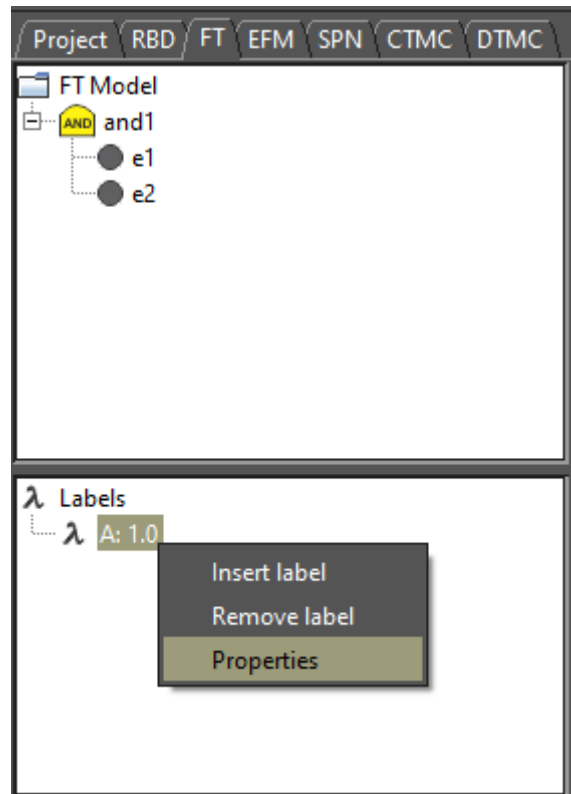 Project RBD FT EFM SPN CTMC DTMC
FT Model
AND and1
e1
e2
λ Labels
λ A: 1.0
Insert label
Remove label
Properties